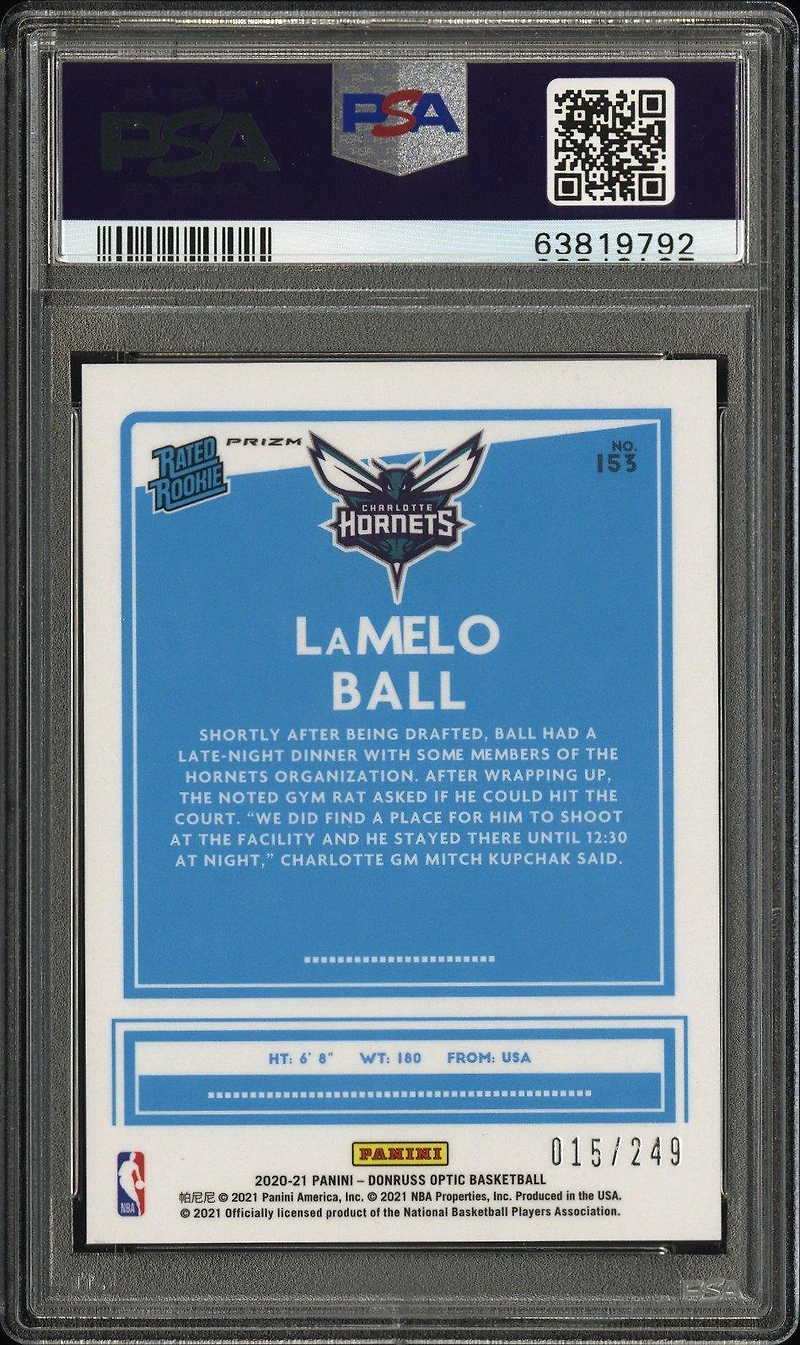 PSA
PSA
63819792
RATED
ROOKIE
PRIZM
NO.
153
CHARLOTTE
HORNETS
LAMELO
BALL
SHORTLY AFTER BEING DRAFTED, BALL HAD A
LATE-NIGHT DINNER WITH SOME MEMBERS OF THE
HORNETS ORGANIZATION. AFTER WRAPPING UP,
THE NOTED GYM RAT ASKED IF HE COULD HIT THE
COURT. “WE DID FIND A PLACE FOR HIM TO SHOOT
AT THE FACILITY AND HE STAYED THERE UNTIL 12:30
AT NIGHT,” CHARLOTTE GM MITCH KUPCHAK SAID.
HT: 6' 8" WT: 180 FROM: USA
PANINI
015/249
NBA
2020-21 PANINI – DONRUSS OPTIC BASKETBALL
帕尼尼 © 2021 Panini America, Inc. © 2021 NBA Properties, Inc. Produced in the USA.
© 2021 Officially licensed product of the National Basketball Players Association.
PSA